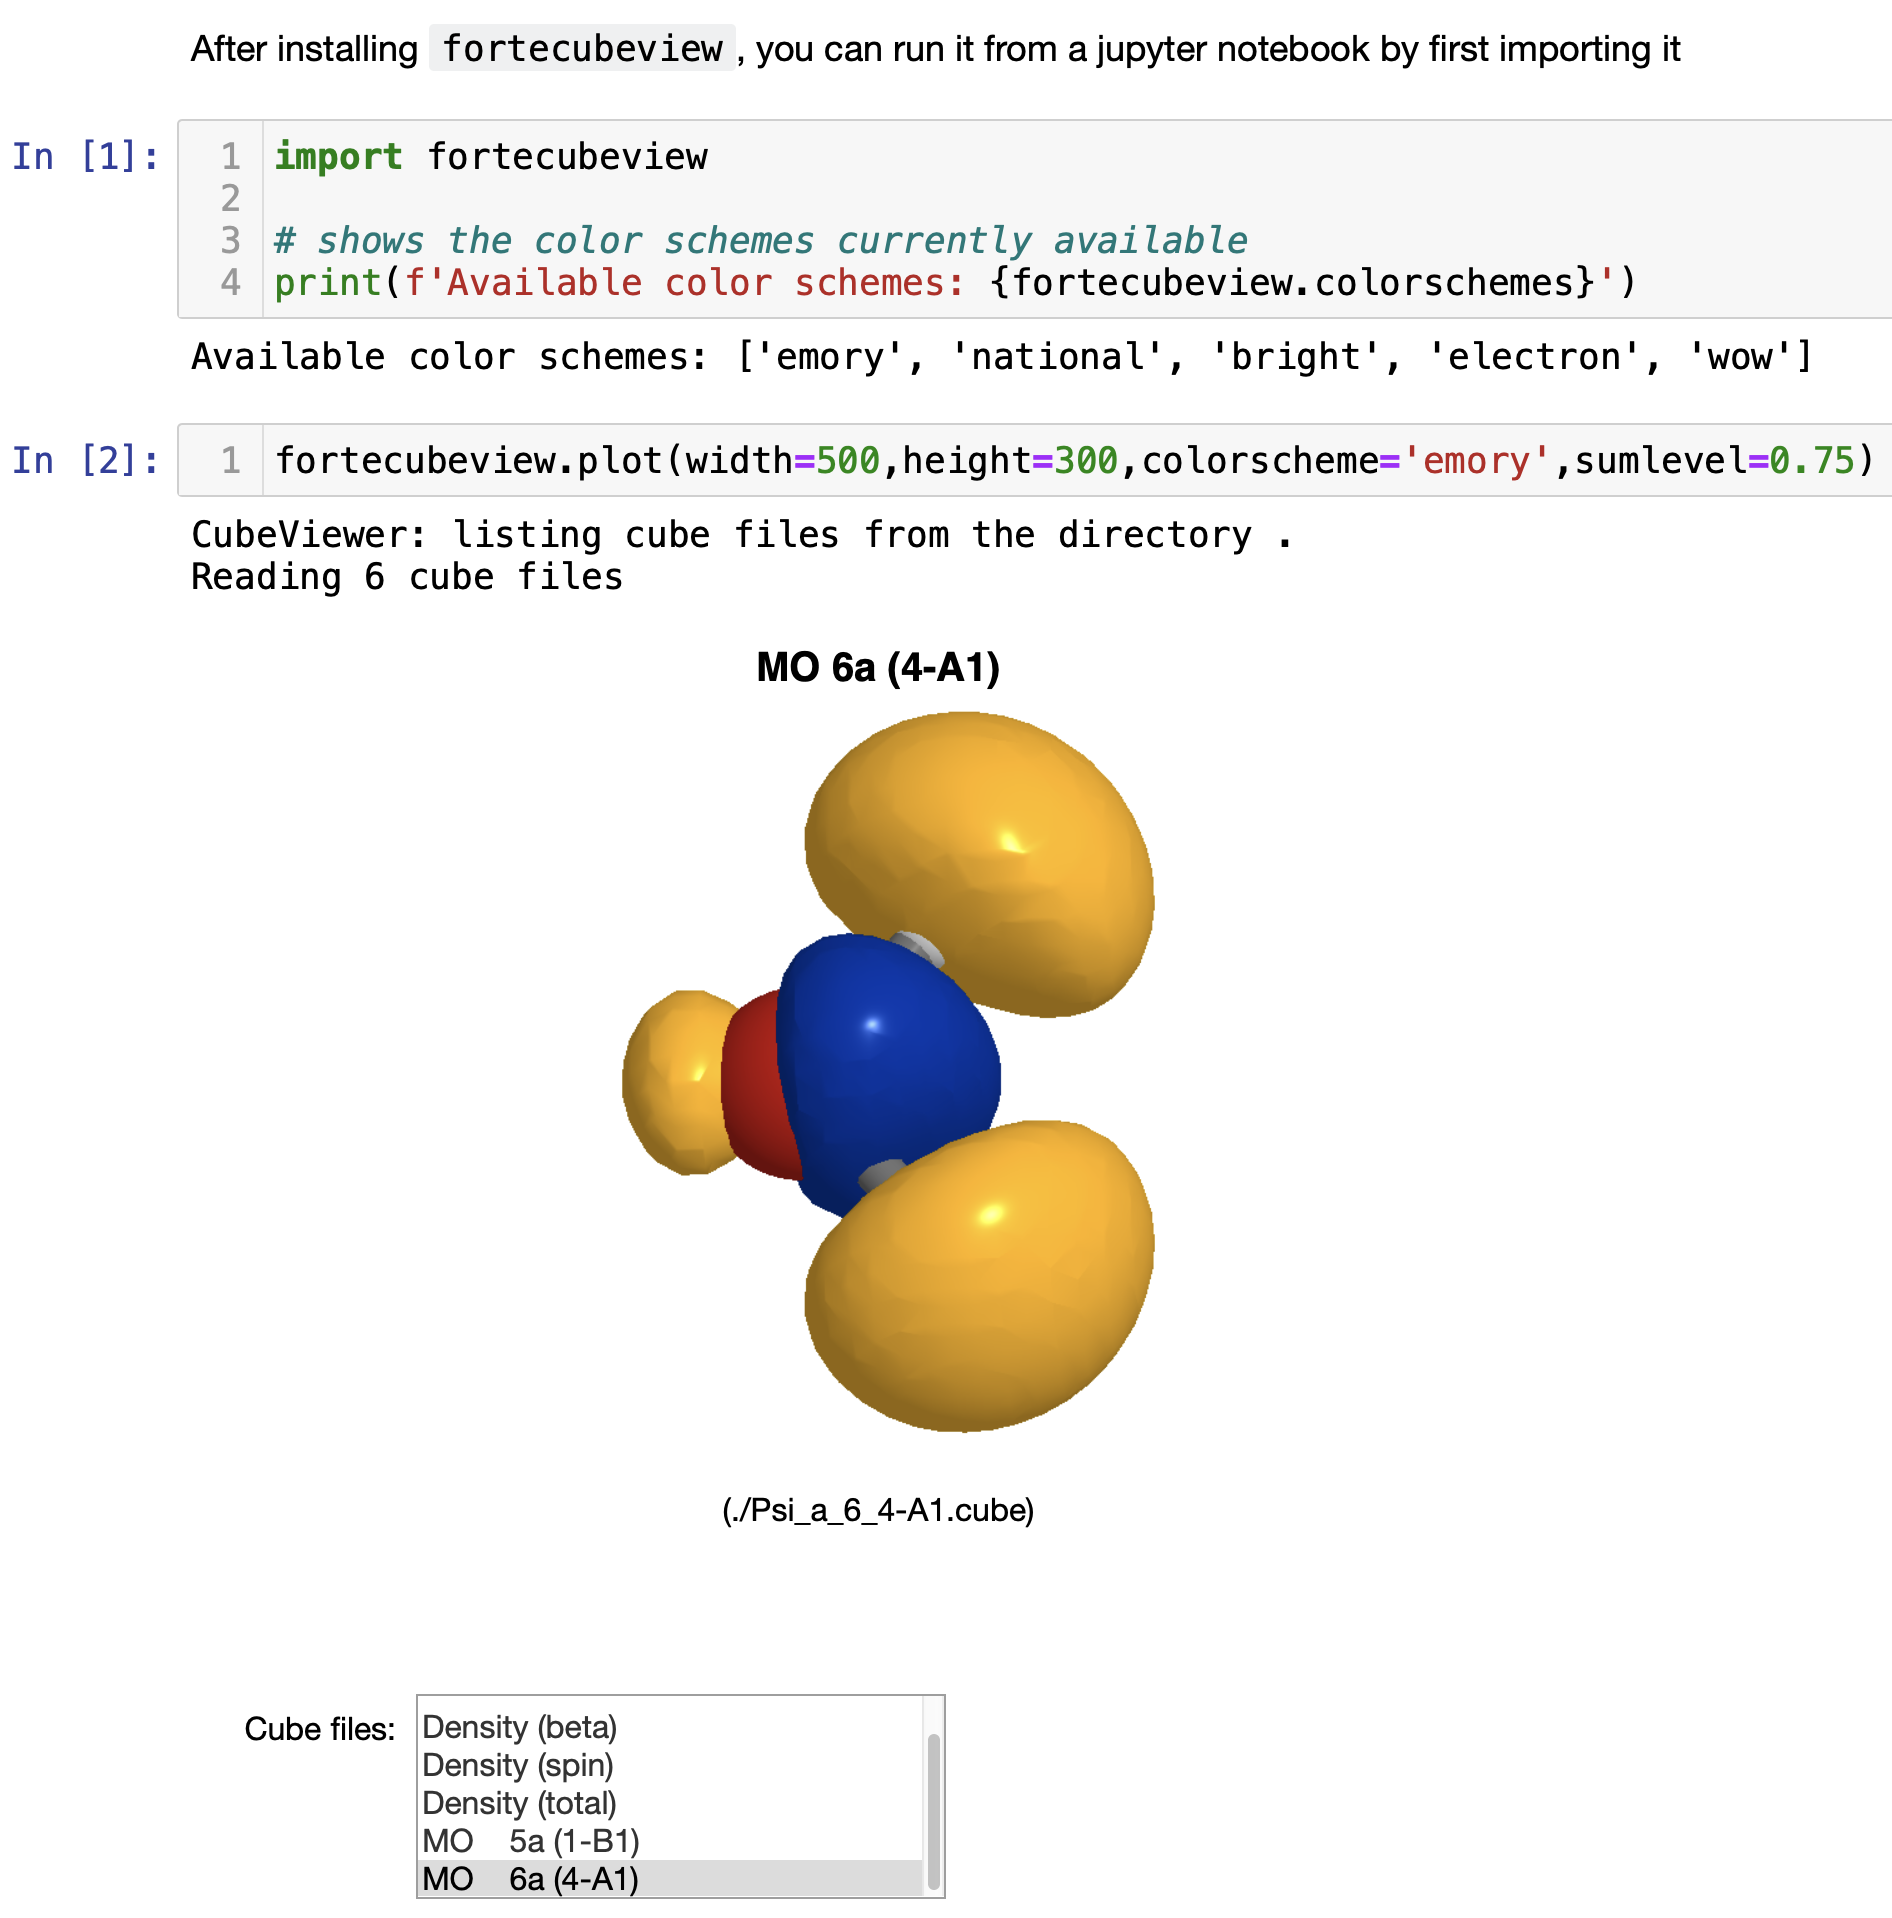 After installing fortecubeview, you can run it from a jupyter notebook by first importing it
In [1]:
1 import fortecubeview
2
3 # shows the color schemes currently available
4 print(f'Available color schemes: {fortecubeview.colorschemes}')
Available color schemes: ['emory', 'national', 'bright', 'electron', 'wow']
In [2]:
1 fortecubeview.plot(width=500,height=300,colorscheme='emory',sumlevel=0.75)
CubeViewer: listing cube files from the directory .
Reading 6 cube files
MO 6a (4-A1)
(./Psi_a_6_4-A1.cube)
Cube files:
Density (beta)
Density (spin)
Density (total)
MO 5a (1-B1)
MO 6a (4-A1)